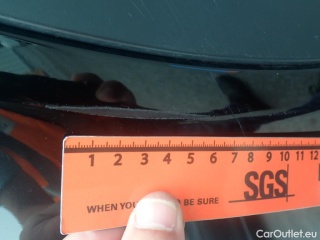 1 2 3 4 5 6 7 8 9 10 11 12
SGS
WHEN YOU BE SURE
CarOutlet.eu